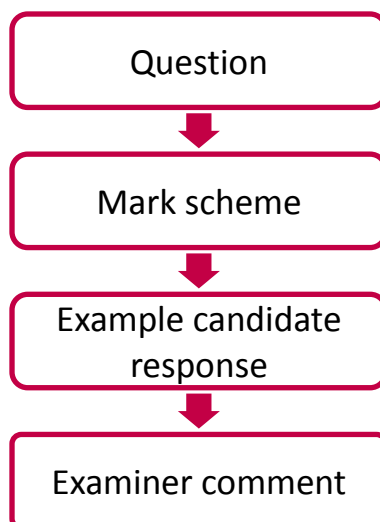 Question
Mark scheme
Example candidate
response
Examiner comment